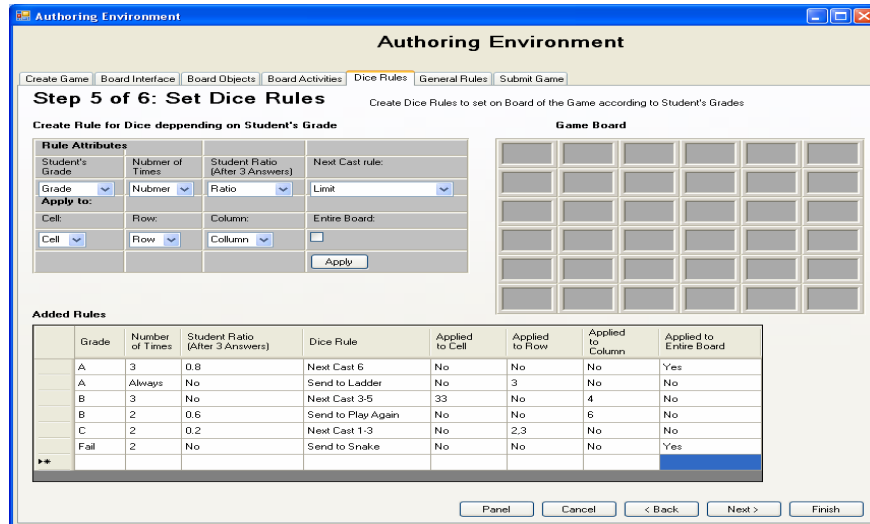 Authoring Environment
Authoring Environment
Create Game Board Interface Board Objects Board Activities Dice Rules General Rules Submit Game
Step 5 of 6: Set Dice Rules Create Dice Rules to set on Board of the Game according to Student's Grades
Create Rule for Dice deppending on Student's Grade Game Board
Rule Attributes
Student's Grade Nubmer of Times Student Ratio (After 3 Answers) Next Cast rule:
Grade Nubmer Ratio Limit
Apply to:
Cell: Row: Column: Entire Board:
Cell Row Collumn
Apply
Added Rules
Grade Number of Times Student Ratio (After 3 Answers) Dice Rule Applied to Cell Applied to Row Applied to Column Applied to Entire Board
A 3 0.8 Next Cast 6 No No No Yes
A Always No Send to Ladder No 3 No No
B 3 No Next Cast 3-5 33 No 4 No
B 2 0.6 Send to Play Again No No 6 No
C 2 0.2 Next Cast 1-3 No 2,3 No No
Fail 2 No Send to Snake No No No Yes
Panel Cancel < Back Next > Finish